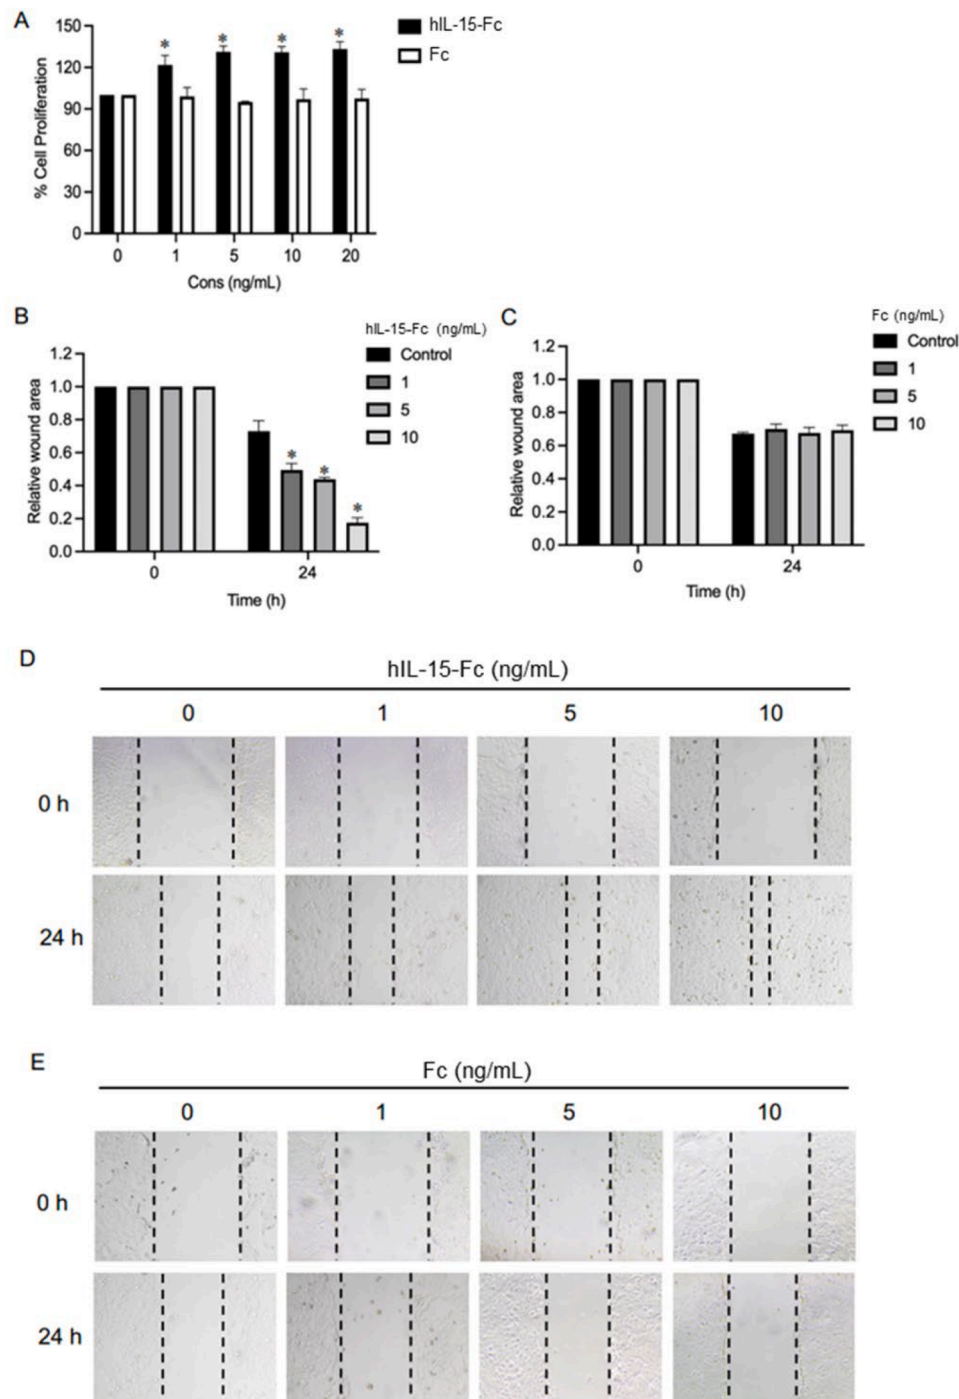 A
150
120
90
60
30
0
% Cell Proliferation
* * * *
0 1 5 10 20
Cons (ng/mL)
hIL-15-Fc
Fc
B
hIL-15-Fc (ng/mL)
Control
1
5
10
1.2
1.0
0.8
0.6
0.4
0.2
0.0
Relative wound area
* * *
0 24
Time (h)
C
Fc (ng/mL)
Control
1
5
10
1.2
1.0
0.8
0.6
0.4
0.2
0.0
Relative wound area
0 24
Time (h)
D
hIL-15-Fc (ng/mL)
0 1 5 10
0 h
24 h
E
Fc (ng/mL)
0 1 5 10
0 h
24 h